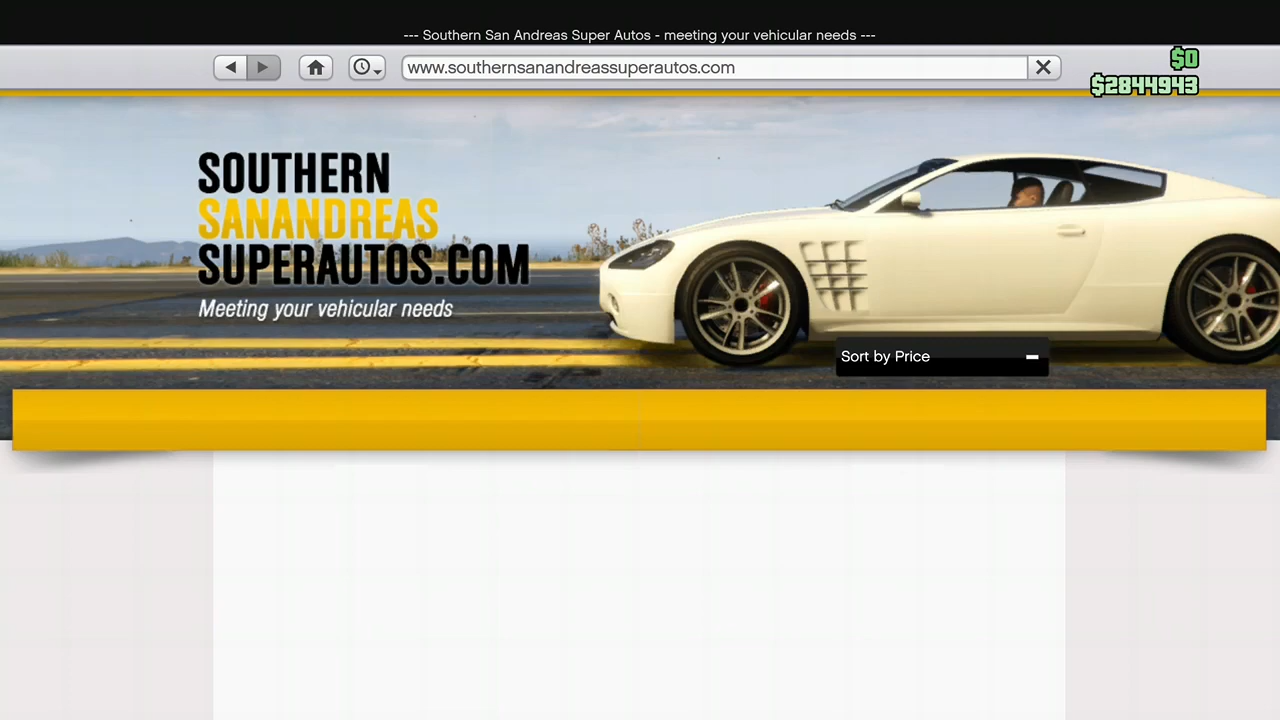 --- Southern San Andreas Super Autos - meeting your vehicular needs ---
www.southernsanandreassuperautos.com
$0
$2844943
SOUTHERN
SANANDREAS
SUPERAUTOS.COM
Meeting your vehicular needs
Sort by Price